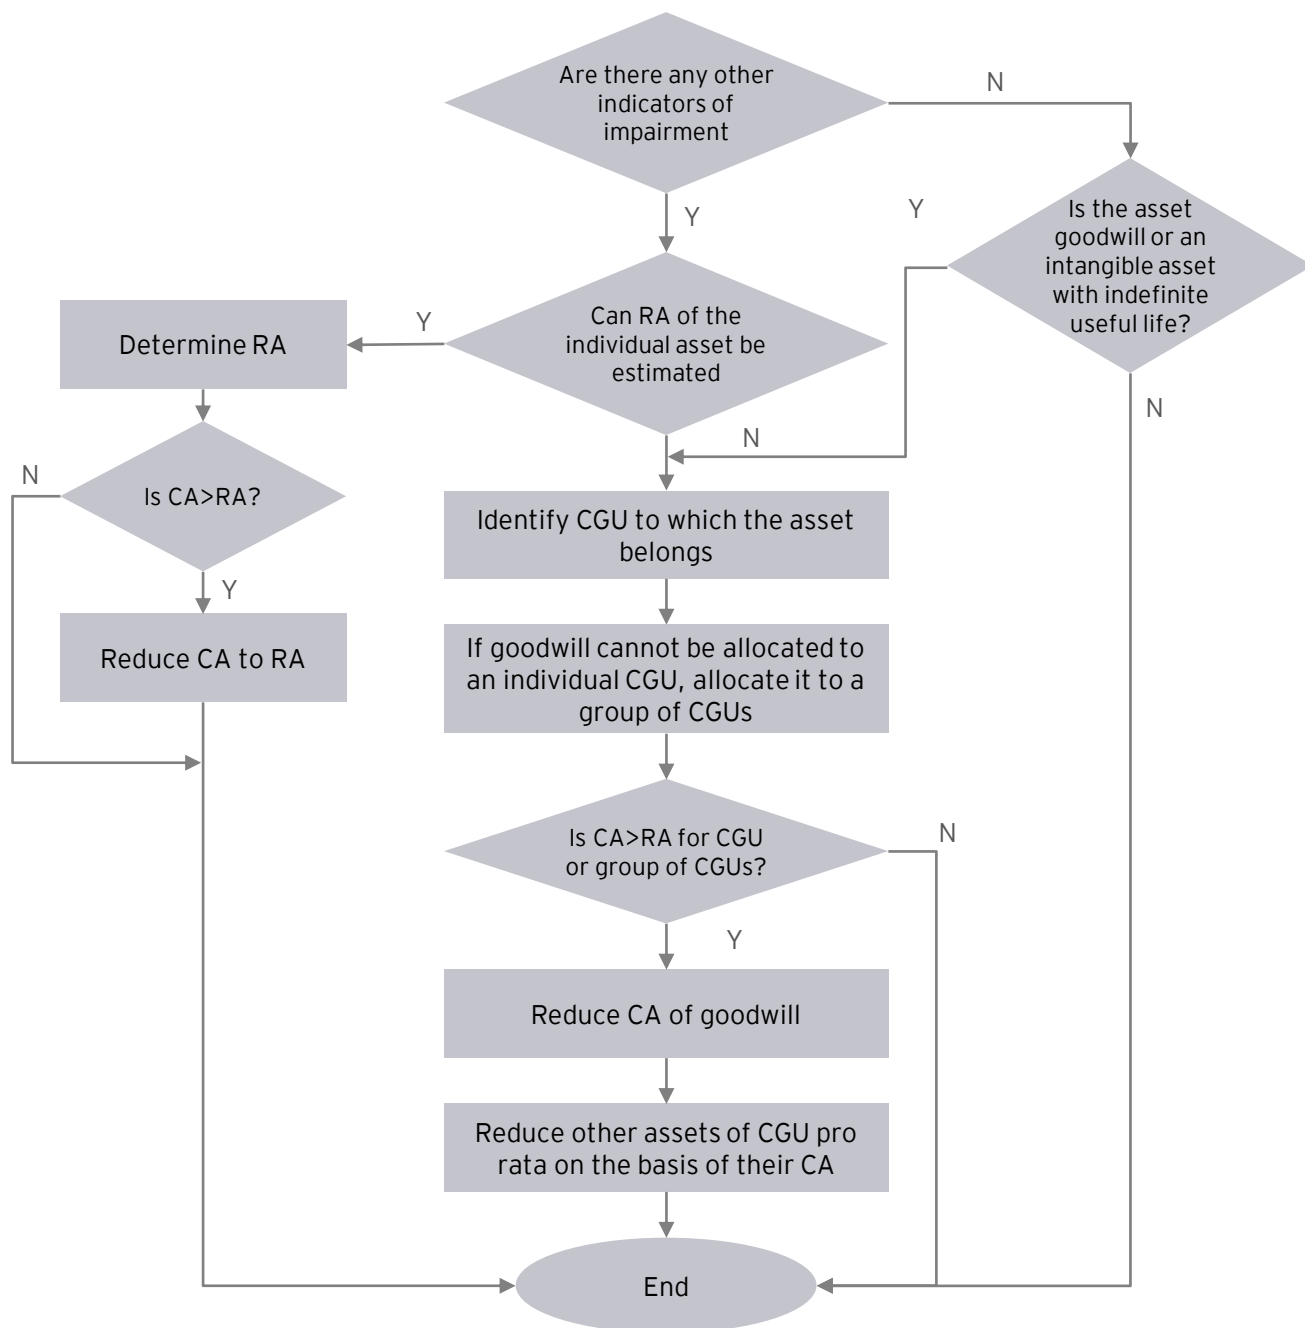 Are there any other
indicators of
impairment
N
Y
Is the asset
goodwill or an
intangible asset
with indefinite
useful life?
Y
N
Can RA of the
individual asset be
estimated
Y
N
Determine RA
Is CA>RA?
N
Y
Reduce CA to RA
Identify CGU to which the asset
belongs
If goodwill cannot be allocated to
an individual CGU, allocate it to a
group of CGUs
Is CA>RA for CGU
or group of CGUs?
N
Y
Reduce CA of goodwill
Reduce other assets of CGU pro
rata on the basis of their CA
End